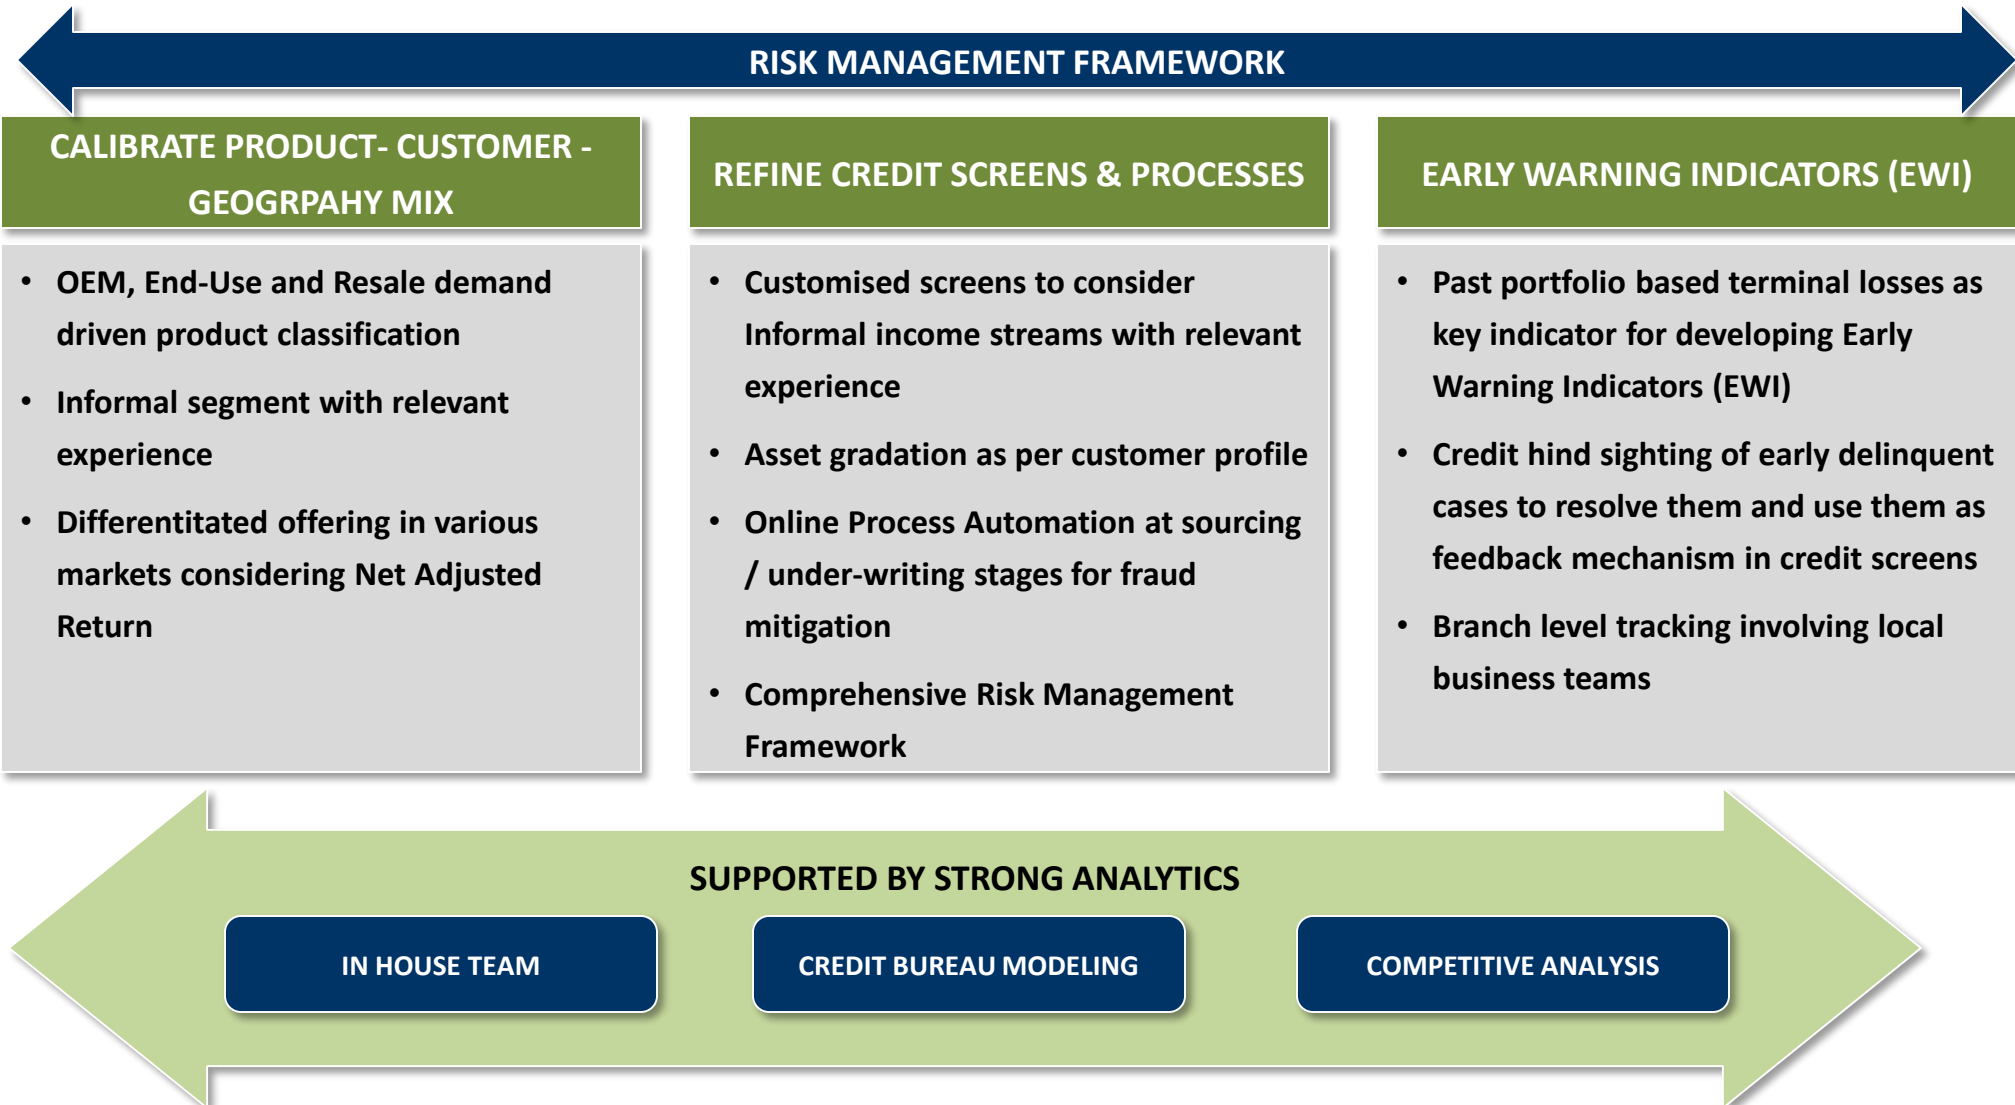 RISK MANAGEMENT FRAMEWORK
CALIBRATE PRODUCT- CUSTOMER -
GEOGRPAHY MIX
• OEM, End-Use and Resale demand
driven product classification
• Informal segment with relevant
experience
• Differentitated offering in various
markets considering Net Adjusted
Return
REFINE CREDIT SCREENS & PROCESSES
• Customised screens to consider
Informal income streams with relevant
experience
• Asset gradation as per customer profile
• Online Process Automation at sourcing
/ under-writing stages for fraud
mitigation
• Comprehensive Risk Management
Framework
EARLY WARNING INDICATORS (EWI)
• Past portfolio based terminal losses as
key indicator for developing Early
Warning Indicators (EWI)
• Credit hind sighting of early delinquent
cases to resolve them and use them as
feedback mechanism in credit screens
• Branch level tracking involving local
business teams
SUPPORTED BY STRONG ANALYTICS
IN HOUSE TEAM
CREDIT BUREAU MODELING
COMPETITIVE ANALYSIS